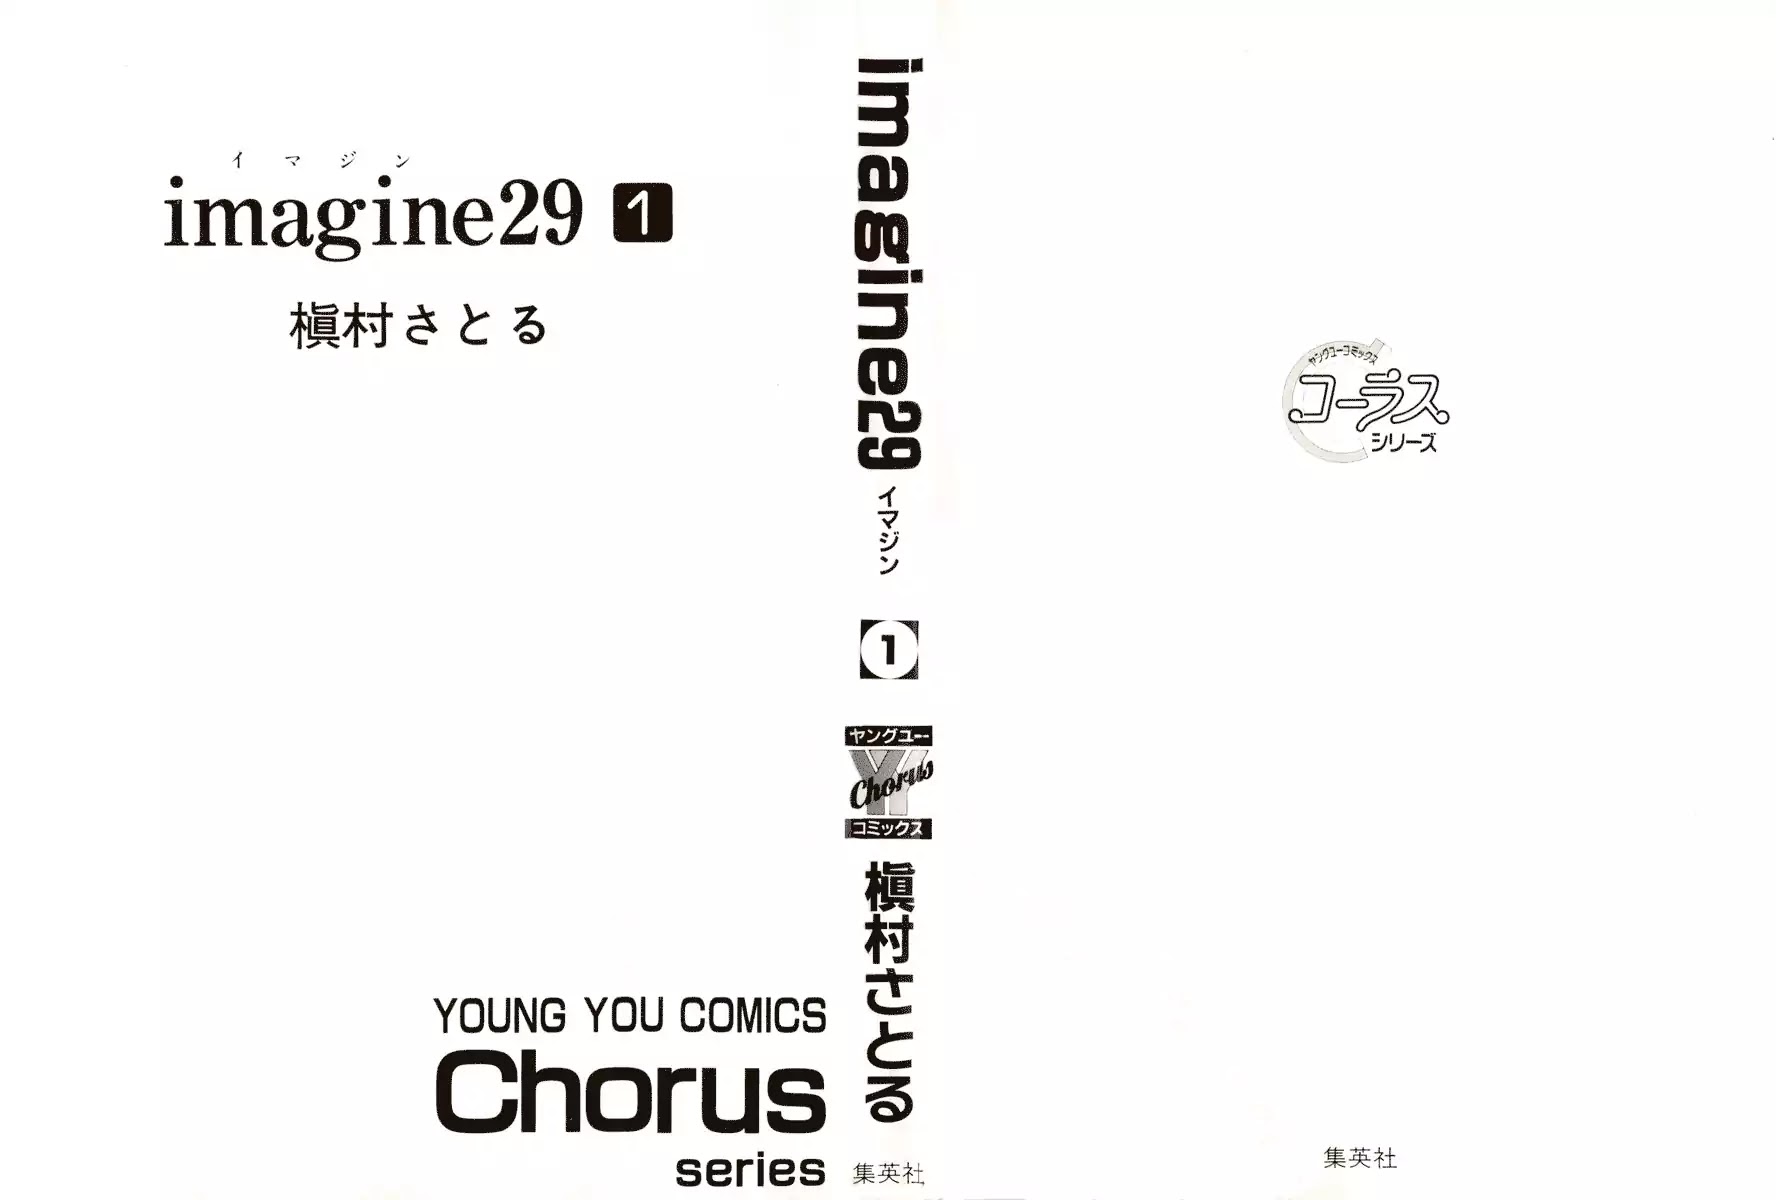 イマジン
imagine29 1
槇村さとる
YOUNG YOU COMICS
Chorus
series
imagine29
イマジン
1
ヤングユー
YY
Chorus
コミックス
槇村さとる
集英社
ヤングユーコミックス
コーラス
シリーズ
集英社